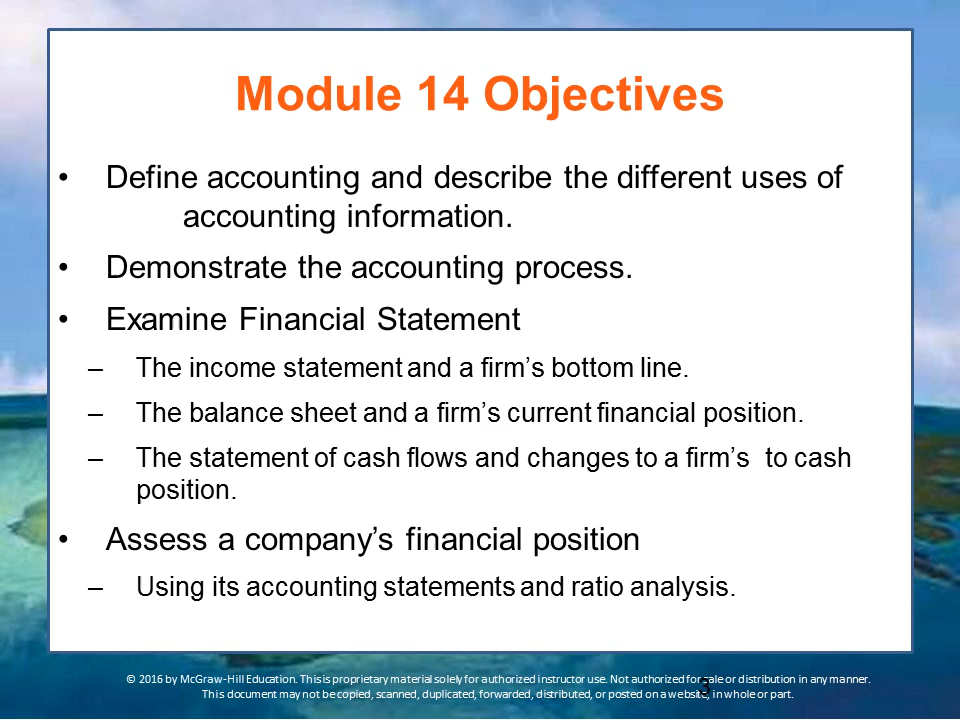 Module 14 Objectives
• Define accounting and describe the different uses of
accounting information.
• Demonstrate the accounting process.
• Examine Financial Statement
– The income statement and a firm’s bottom line.
– The balance sheet and a firm’s current financial position.
– The statement of cash flows and changes to a firm’s  to cash
position.
• Assess a company’s financial position
– Using its accounting statements and ratio analysis.
© 2016 by McGraw-Hill Education. This is proprietary material solely for authorized instructor use. Not authorized for sale or distribution in any manner.
This document may not be copied, scanned, duplicated, forwarded, distributed, or posted on a website, in whole or part.
3